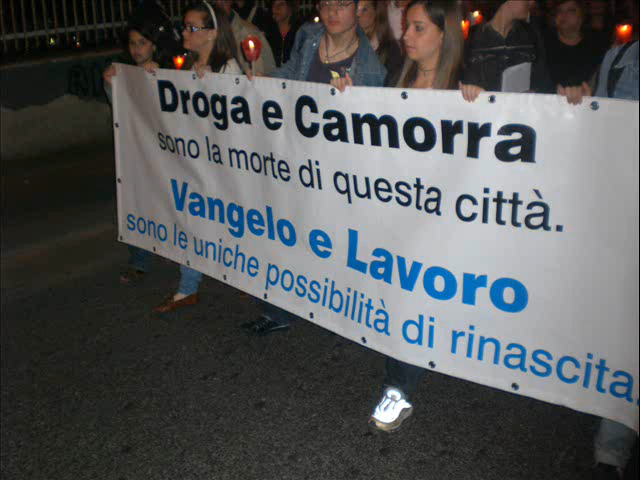 Droga e Camorra
sono la morte di questa città.
Vangelo e Lavoro
sono le uniche possibilità di rinascita.